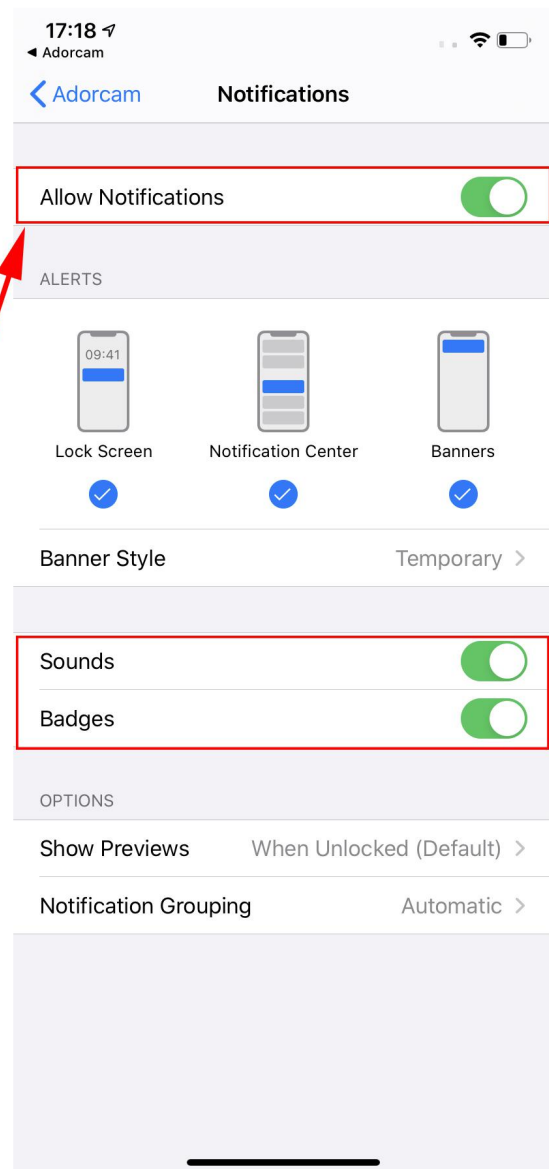 17:18
Adorcam
Adorcam Notifications
Allow Notifications
ALERTS
09:41
Lock Screen Notification Center Banners
Banner Style Temporary
Sounds
Badges
OPTIONS
Show Previews When Unlocked (Default)
Notification Grouping Automatic